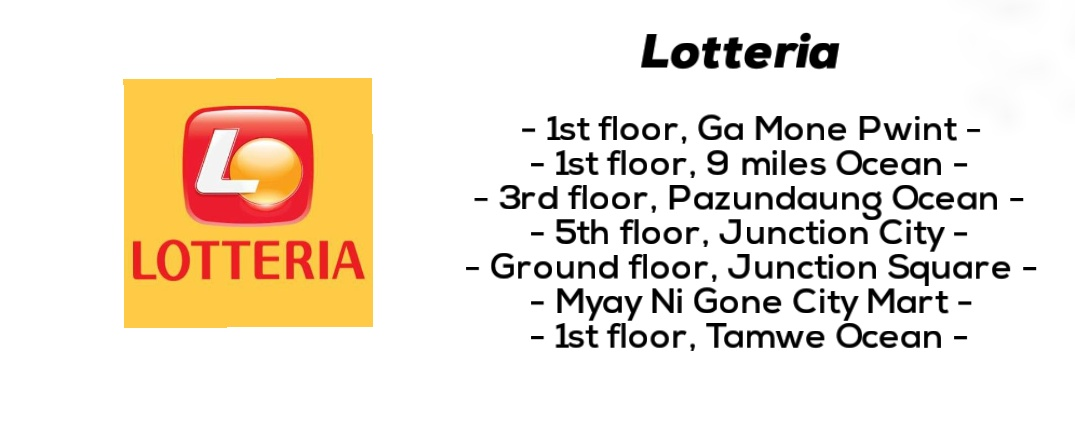 Lotteria
LO
LOTTERIA
- 1st floor, Ga Mone Pwint -
- 1st floor, 9 miles Ocean -
- 3rd floor, Pazundaung Ocean -
- 5th floor, Junction City -
- Ground floor, Junction Square -
- Myay Ni Gone City Mart -
- 1st floor, Tamwe Ocean -